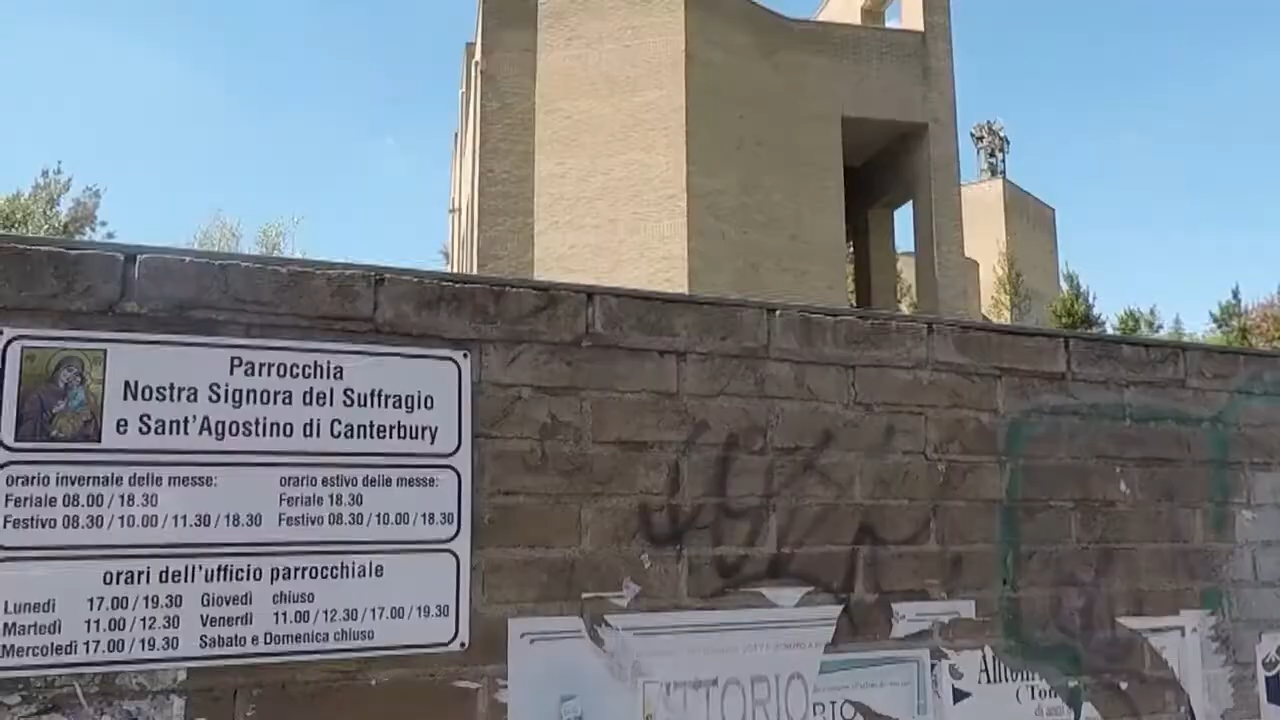 Parrocchia
Nostra Signora del Suffragio
e Sant'Agostino di Canterbury
orario invernale delle messe:
Feriale 08.00 / 18.30
Festivo 08.30 / 10.00 / 11.30 / 18.30
orario estivo delle messe:
Feriale 18.30
Festivo 08.30 / 10.00 / 18.30
orari dell'ufficio parrocchiale
Lunedì 17.00 / 19.30 Giovedì chiuso
Martedì 11.00 / 12.30 Venerdì 11.00 / 12.30 / 17.00 / 19.30
Mercoledì 17.00 / 19.30 Sabato e Domenica chiuso